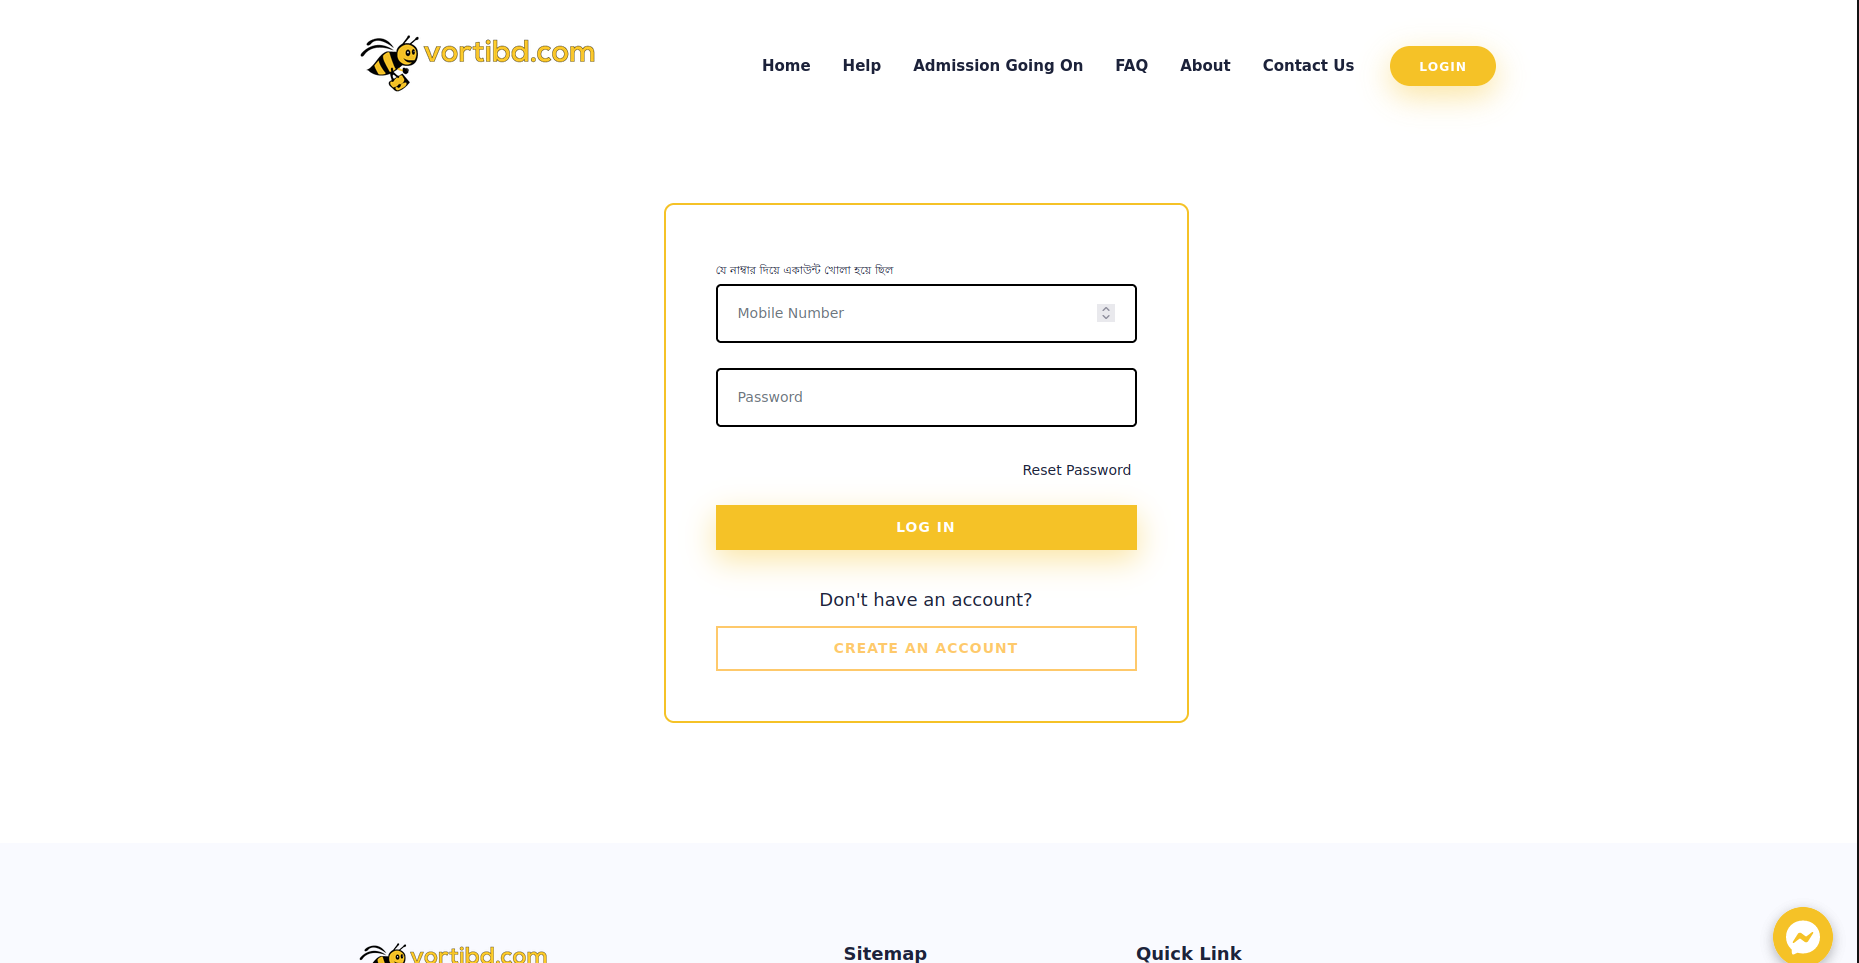 vortibd.com
Home Help Admission Going On FAQ About Contact Us LOGIN
যে নাম্বার দিয়ে একাউন্ট খোলা হয়ে ছিল
Mobile Number
Password
Reset Password
LOG IN
Don't have an account?
CREATE AN ACCOUNT
vortibd.com
Sitemap
Quick Link